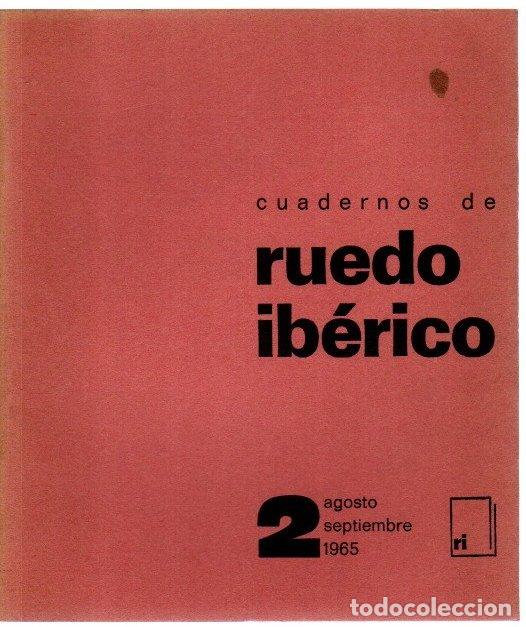 cuadernos de
ruedo
ibérico
2
agosto
septiembre
1965
ri
todocoleccion